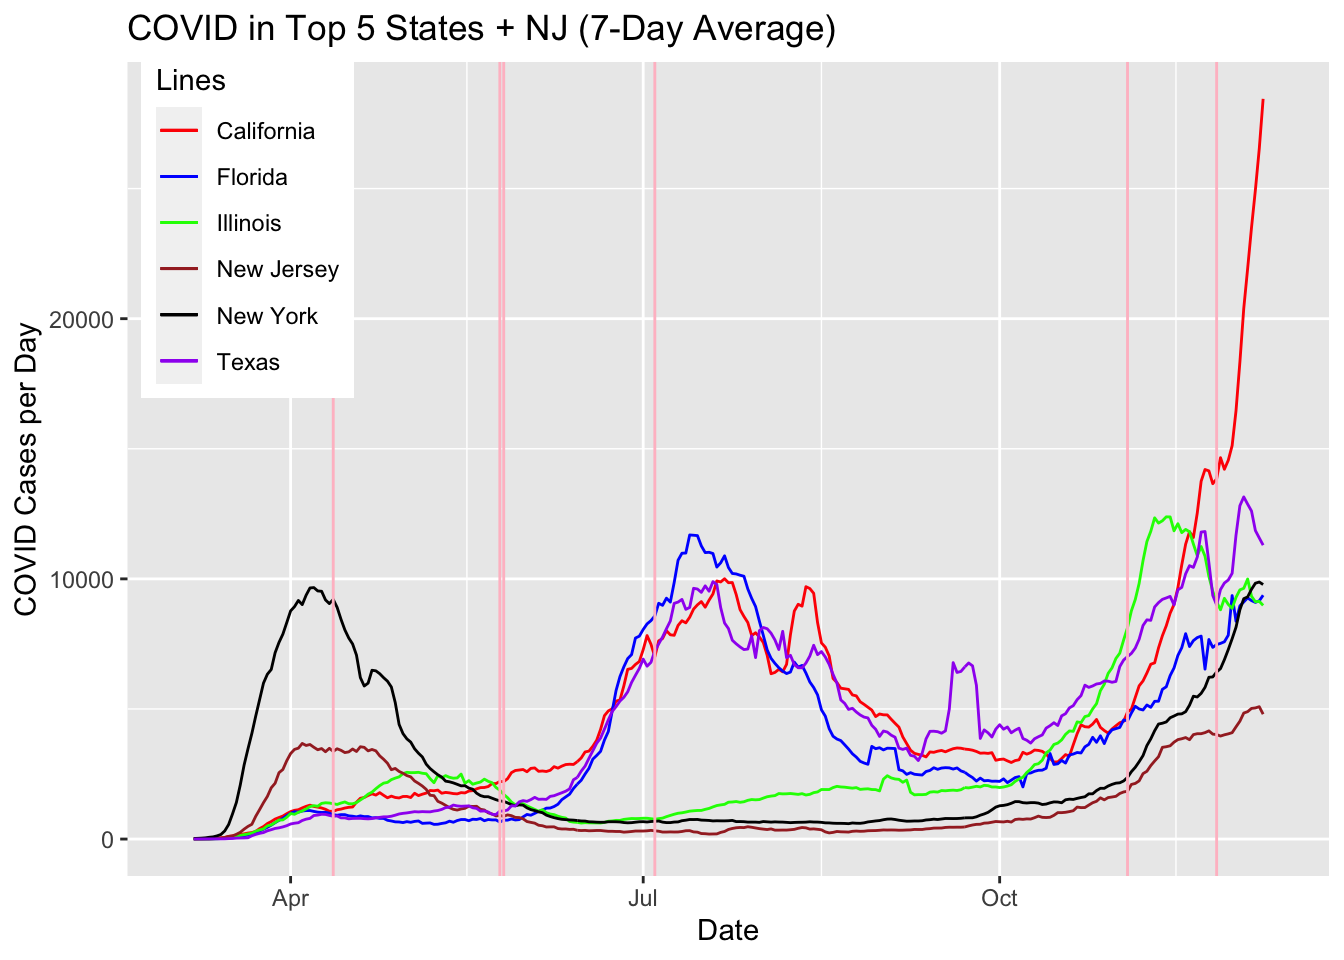 COVID in Top 5 States + NJ (7-Day Average)
Lines
California
Florida
Illinois
New Jersey
New York
Texas
COVID Cases per Day
20000
10000
0
Apr
Jul
Oct
Date